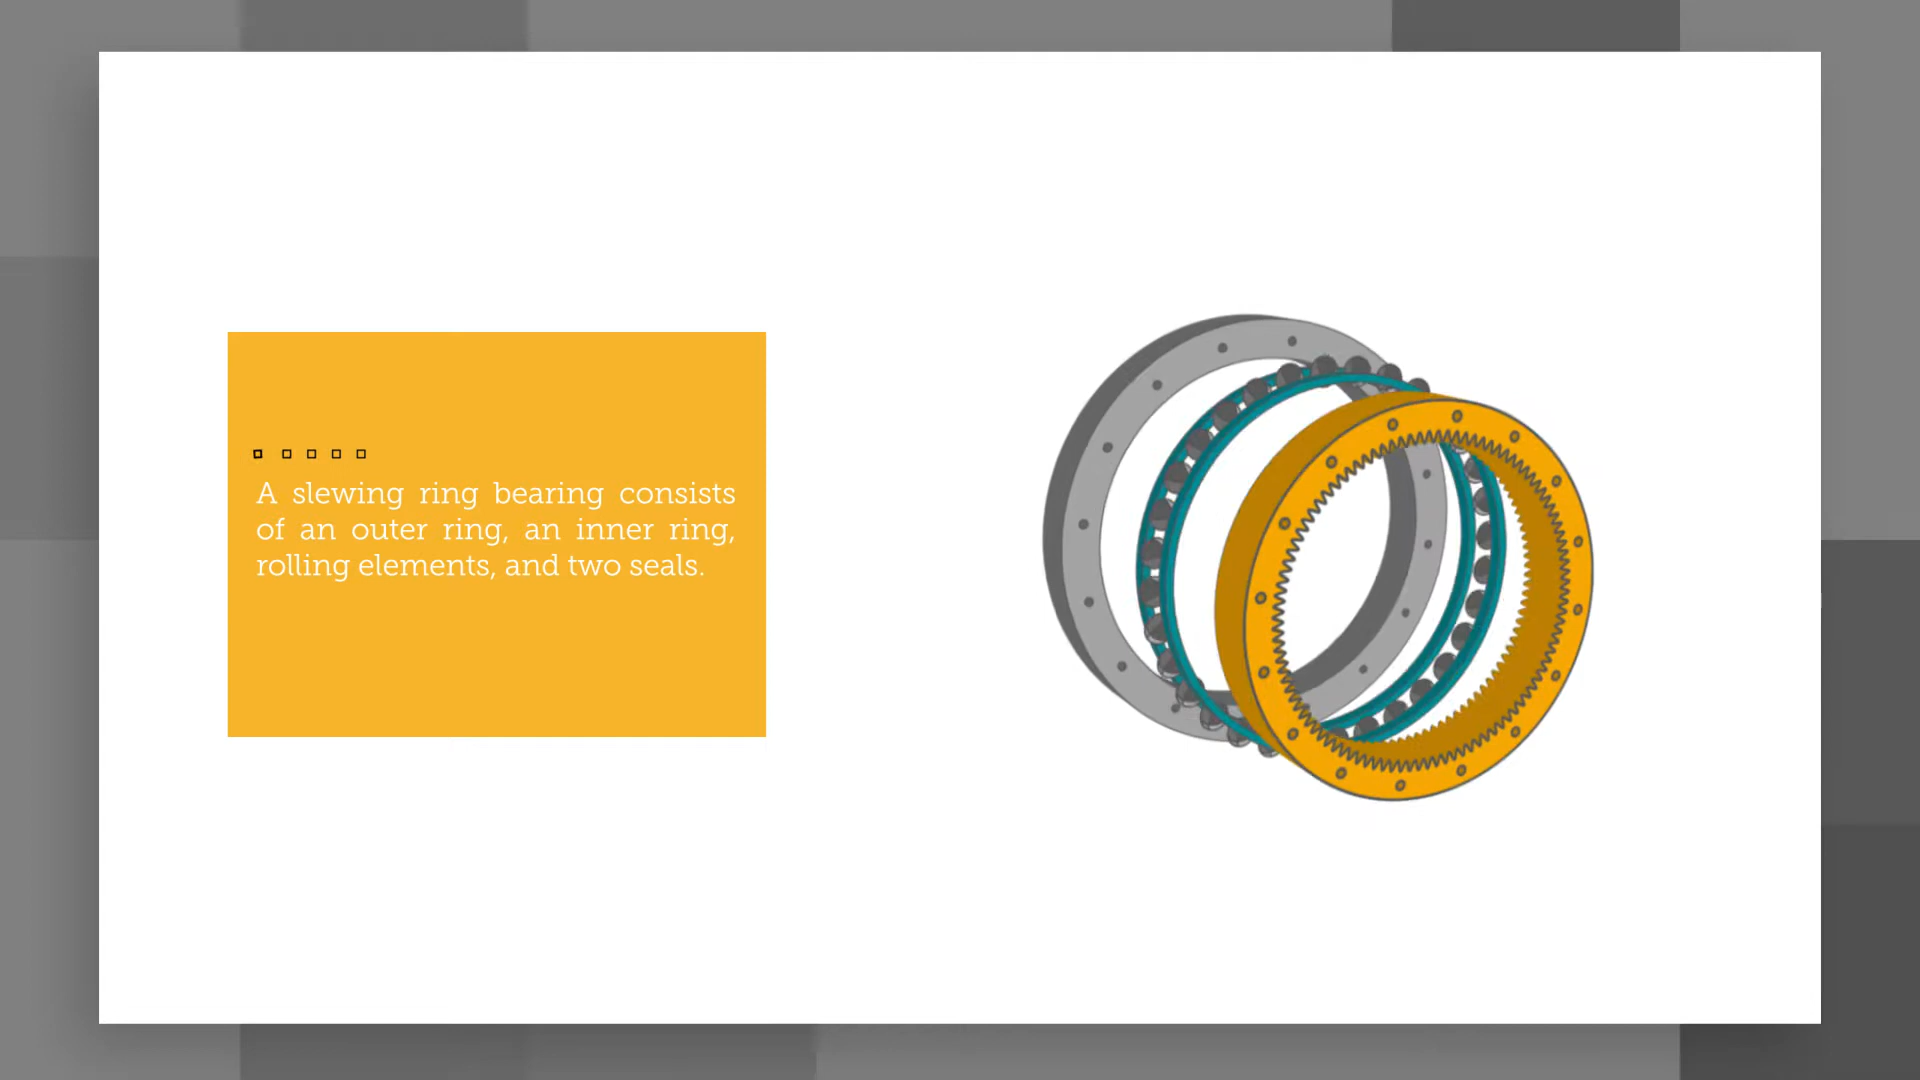 A slewing ring bearing consists
of an outer ring, an inner ring,
rolling elements, and two seals.